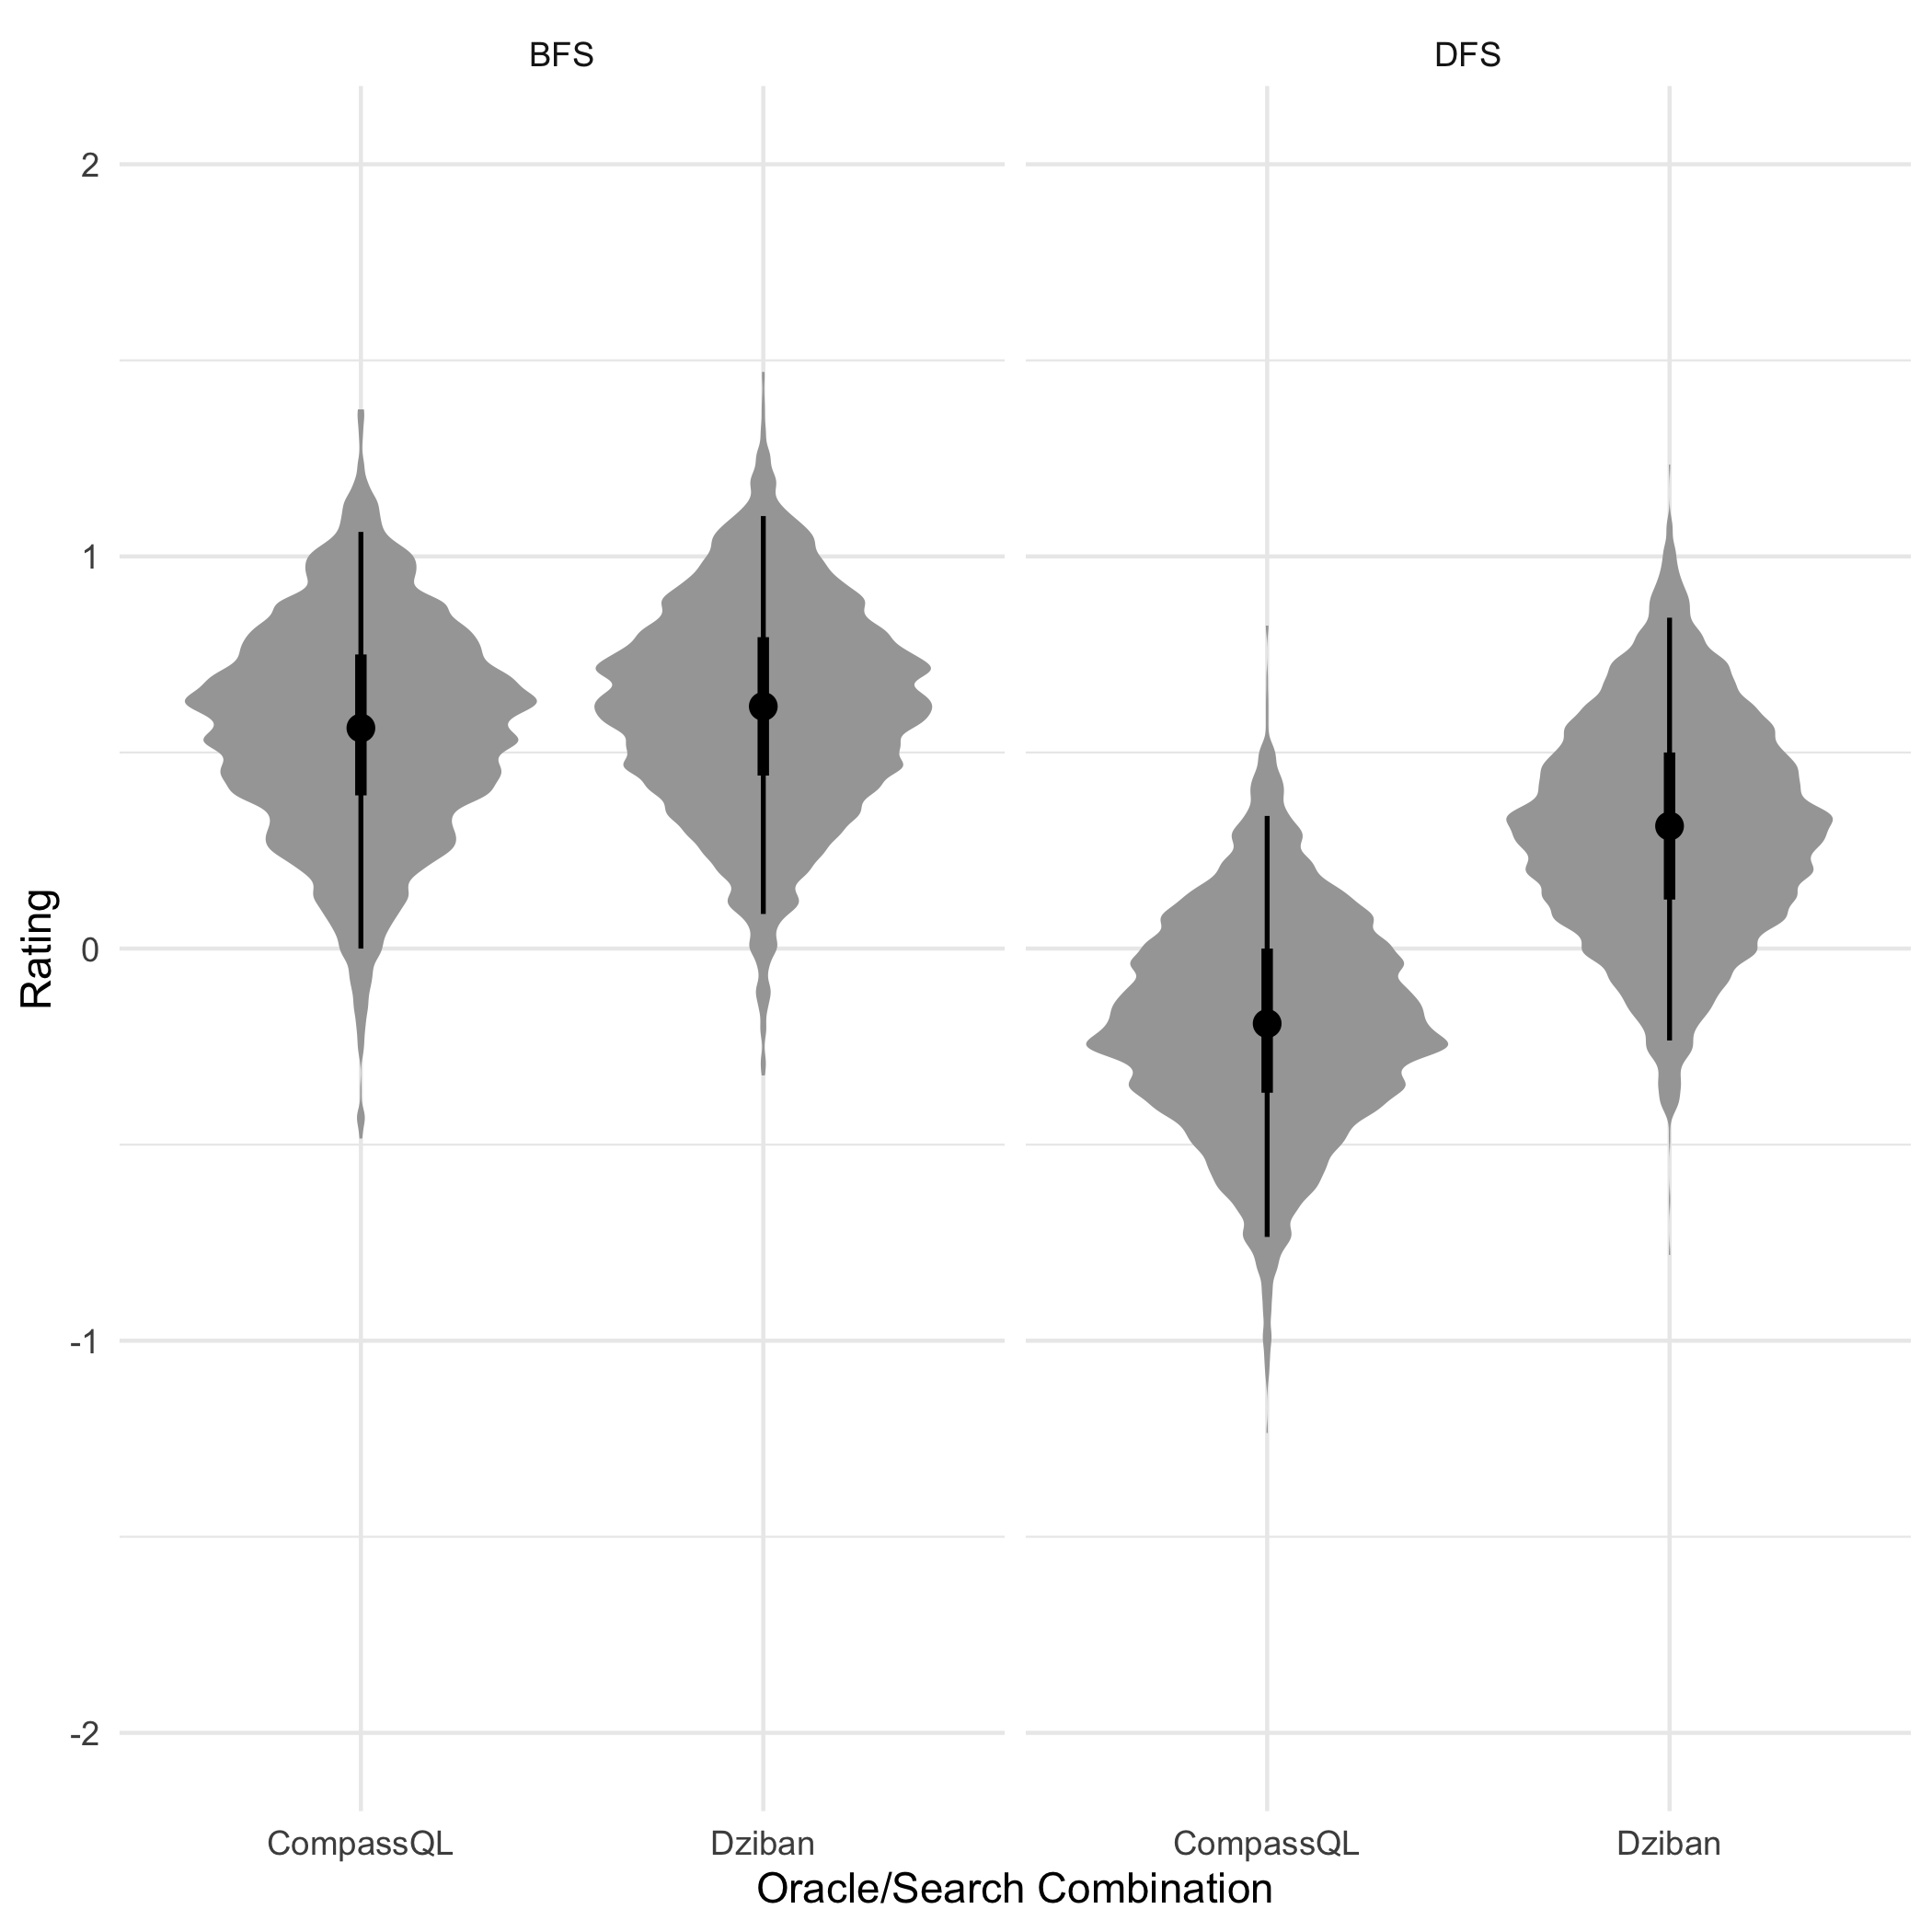 BFS
DFS
2
1
0
-1
-2
Rating
CompassQL
Dziban
CompassQL
Dziban
Oracle/Search Combination